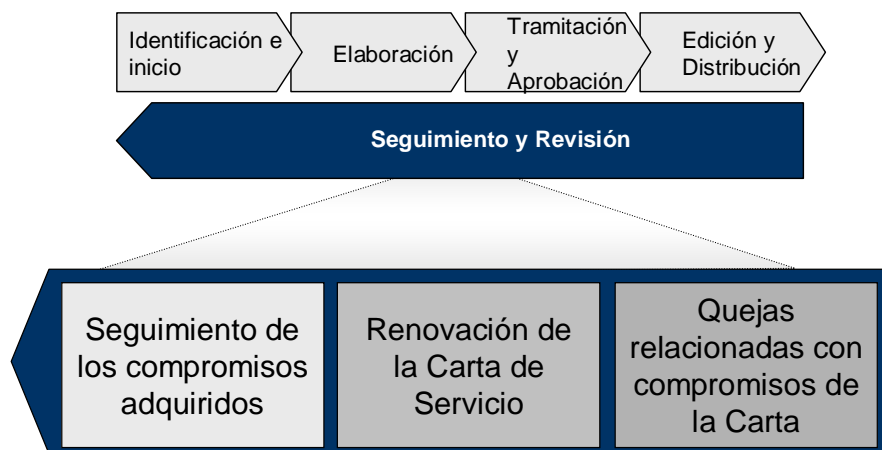 Identificación e
inicio
Elaboración
Tramitación
y
Aprobación
Edición y
Distribución
Seguimiento y Revisión
Seguimiento de
los compromisos
adquiridos
Renovación de
la Carta de
Servicio
Quejas
relacionadas con
compromisos de
la Carta